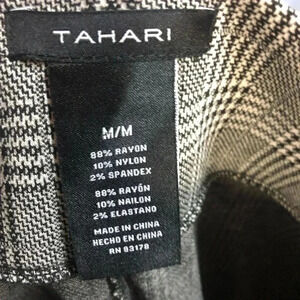 TAHARI
M/M
88% RAYON
10% NYLON
2% SPANDEX
88% RAYÓN
10% NAILON
2% ELASTANO
MADE IN CHINA
HECHO EN CHINA
RN 93178